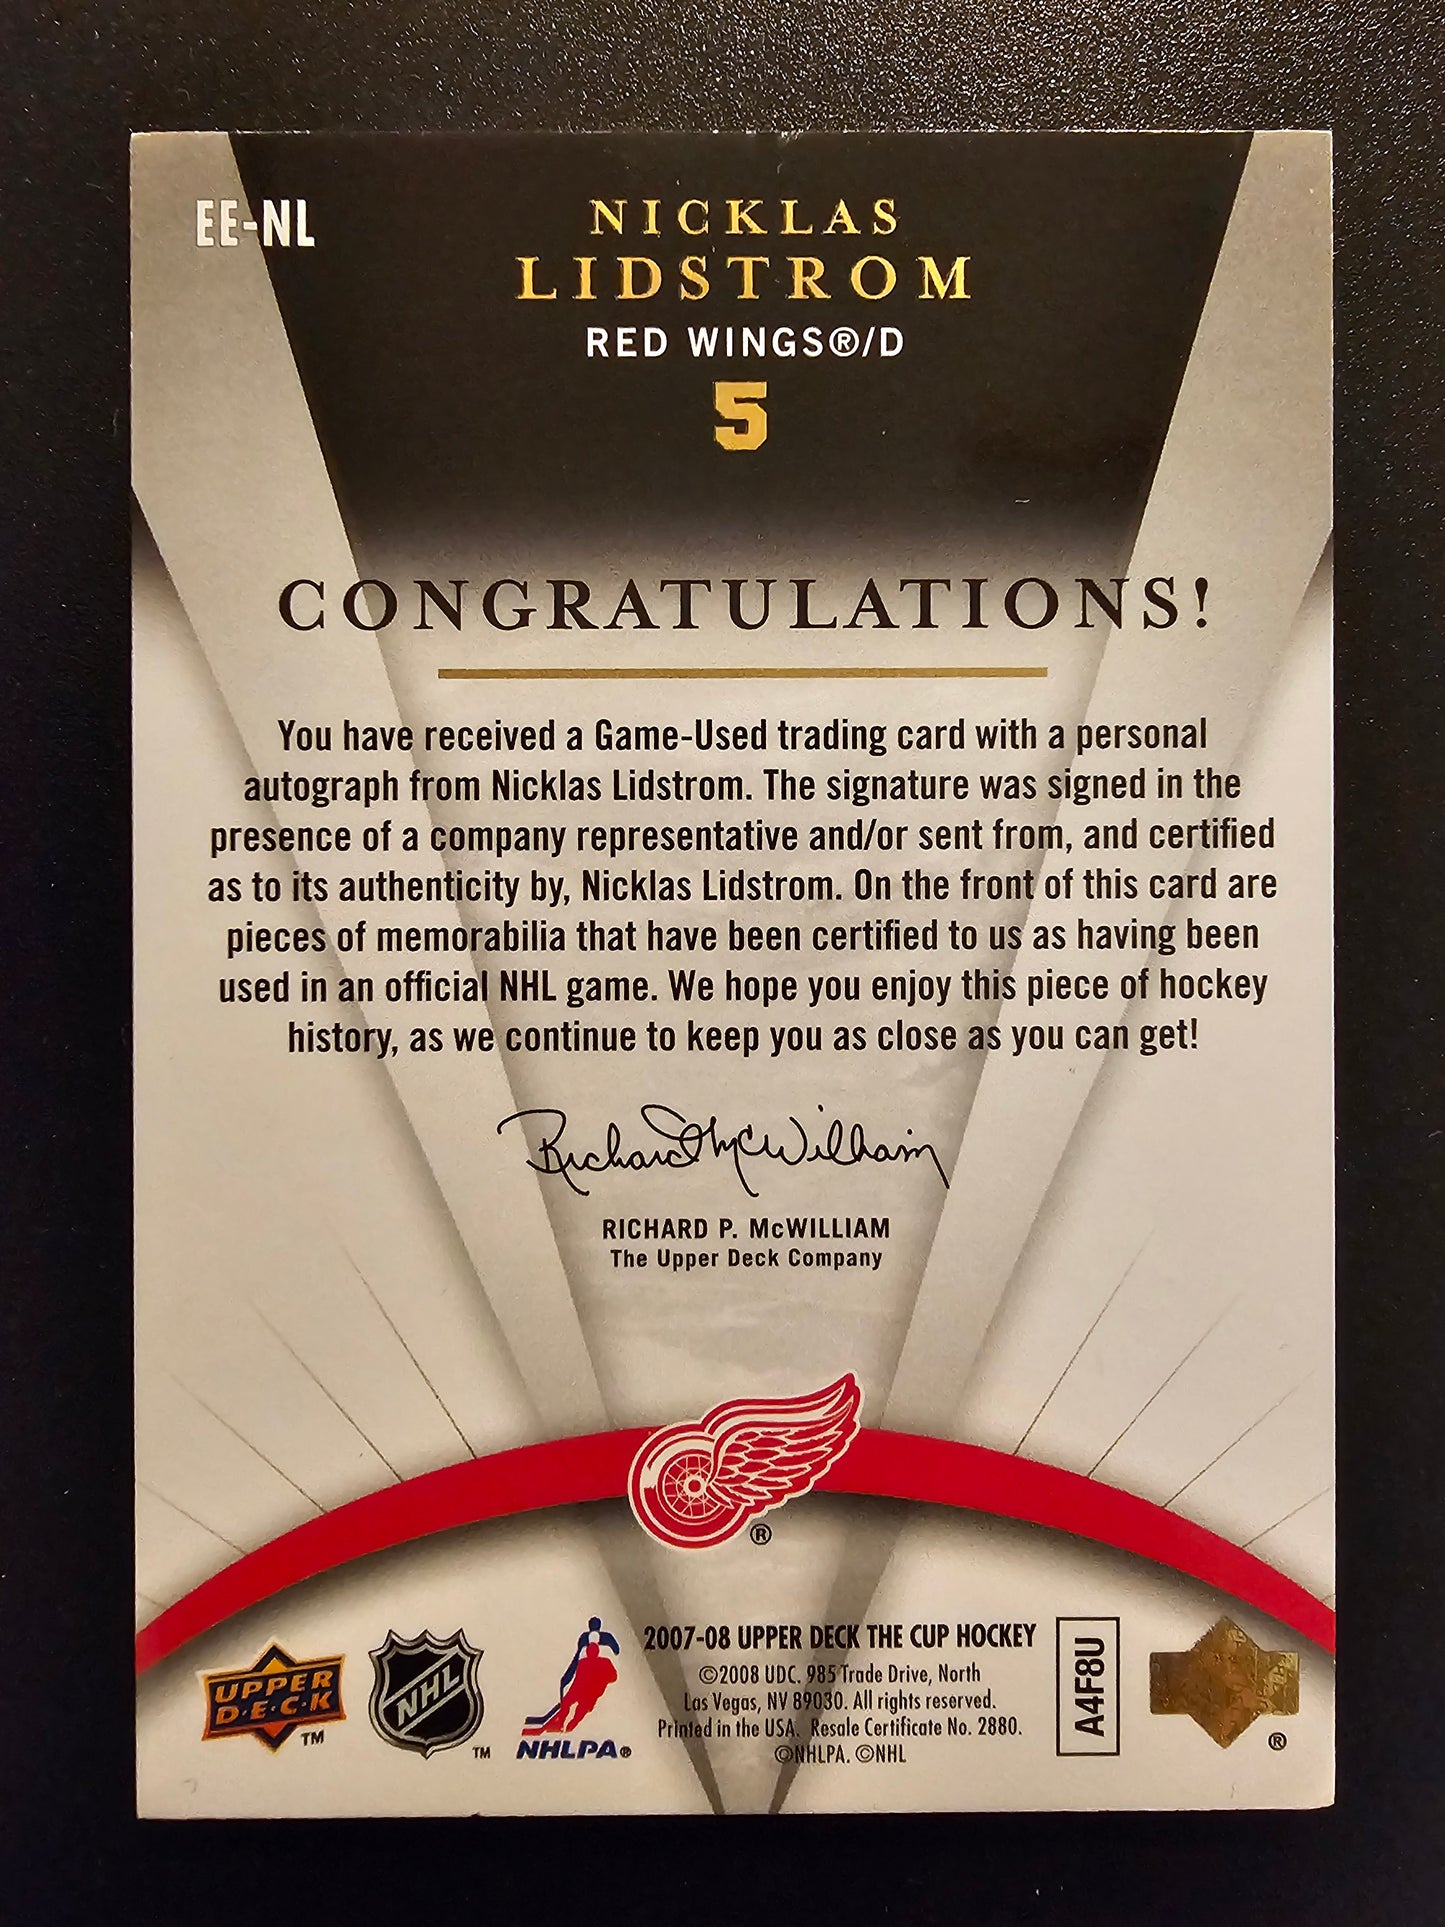 EE-NL
NICKLAS
LIDSTROM
RED WINGS®/D
5
CONGRATULATIONS!
You have received a Game-Used trading card with a personal
autograph from Nicklas Lidstrom. The signature was signed in the
presence of a company representative and/or sent from, and certified
as to its authenticity by, Nicklas Lidstrom. On the front of this card are
pieces of memorabilia that have been certified to us as having been
used in an official NHL game. We hope you enjoy this piece of hockey
history, as we continue to keep you as close as you can get!
Richard McWilliam
RICHARD P. McWILLIAM
The Upper Deck Company
®
UPPER
D·E·C·K
TM
NHL
TM
NHLPA®
2007-08 UPPER DECK THE CUP HOCKEY
©2008 UDC. 985 Trade Drive, North
Las Vegas, NV 89030. All rights reserved.
Printed in the USA. Resale Certificate No. 2880.
©NHLPA. ©NHL
A4F8U
®